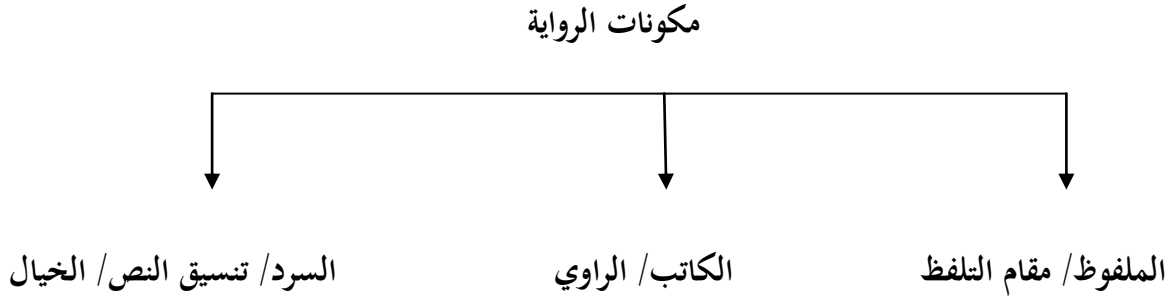 مكونات الرواية
الملفوظ/ مقام التلفظ الكاتب/ الراوي السرد/ تنسيق النص/ الخيال